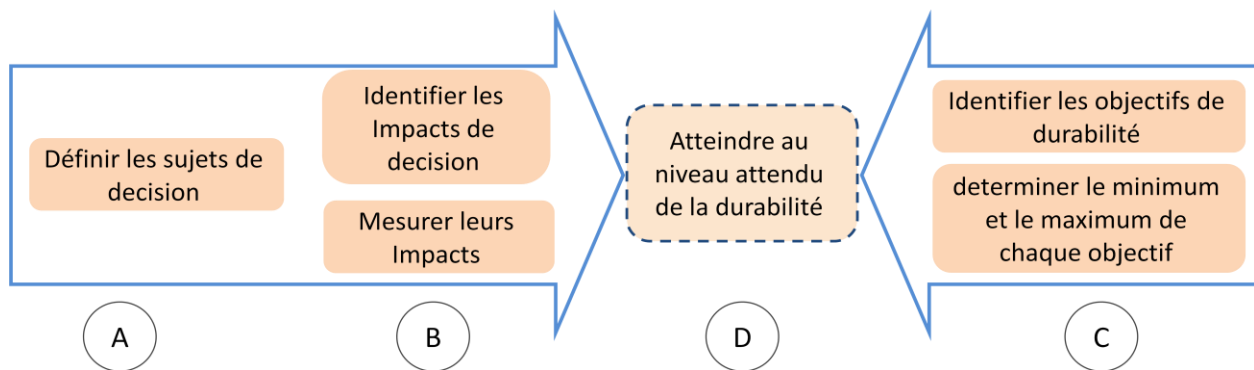 Définir les sujets de
decision
Identifier les
Impacts de
decision
Mesurer leurs
Impacts
Atteindre au
niveau attendu
de la durabilité
Identifier les objectifs de
durabilité
determiner le minimum
et le maximum de
chaque objectif
A
B
D
C